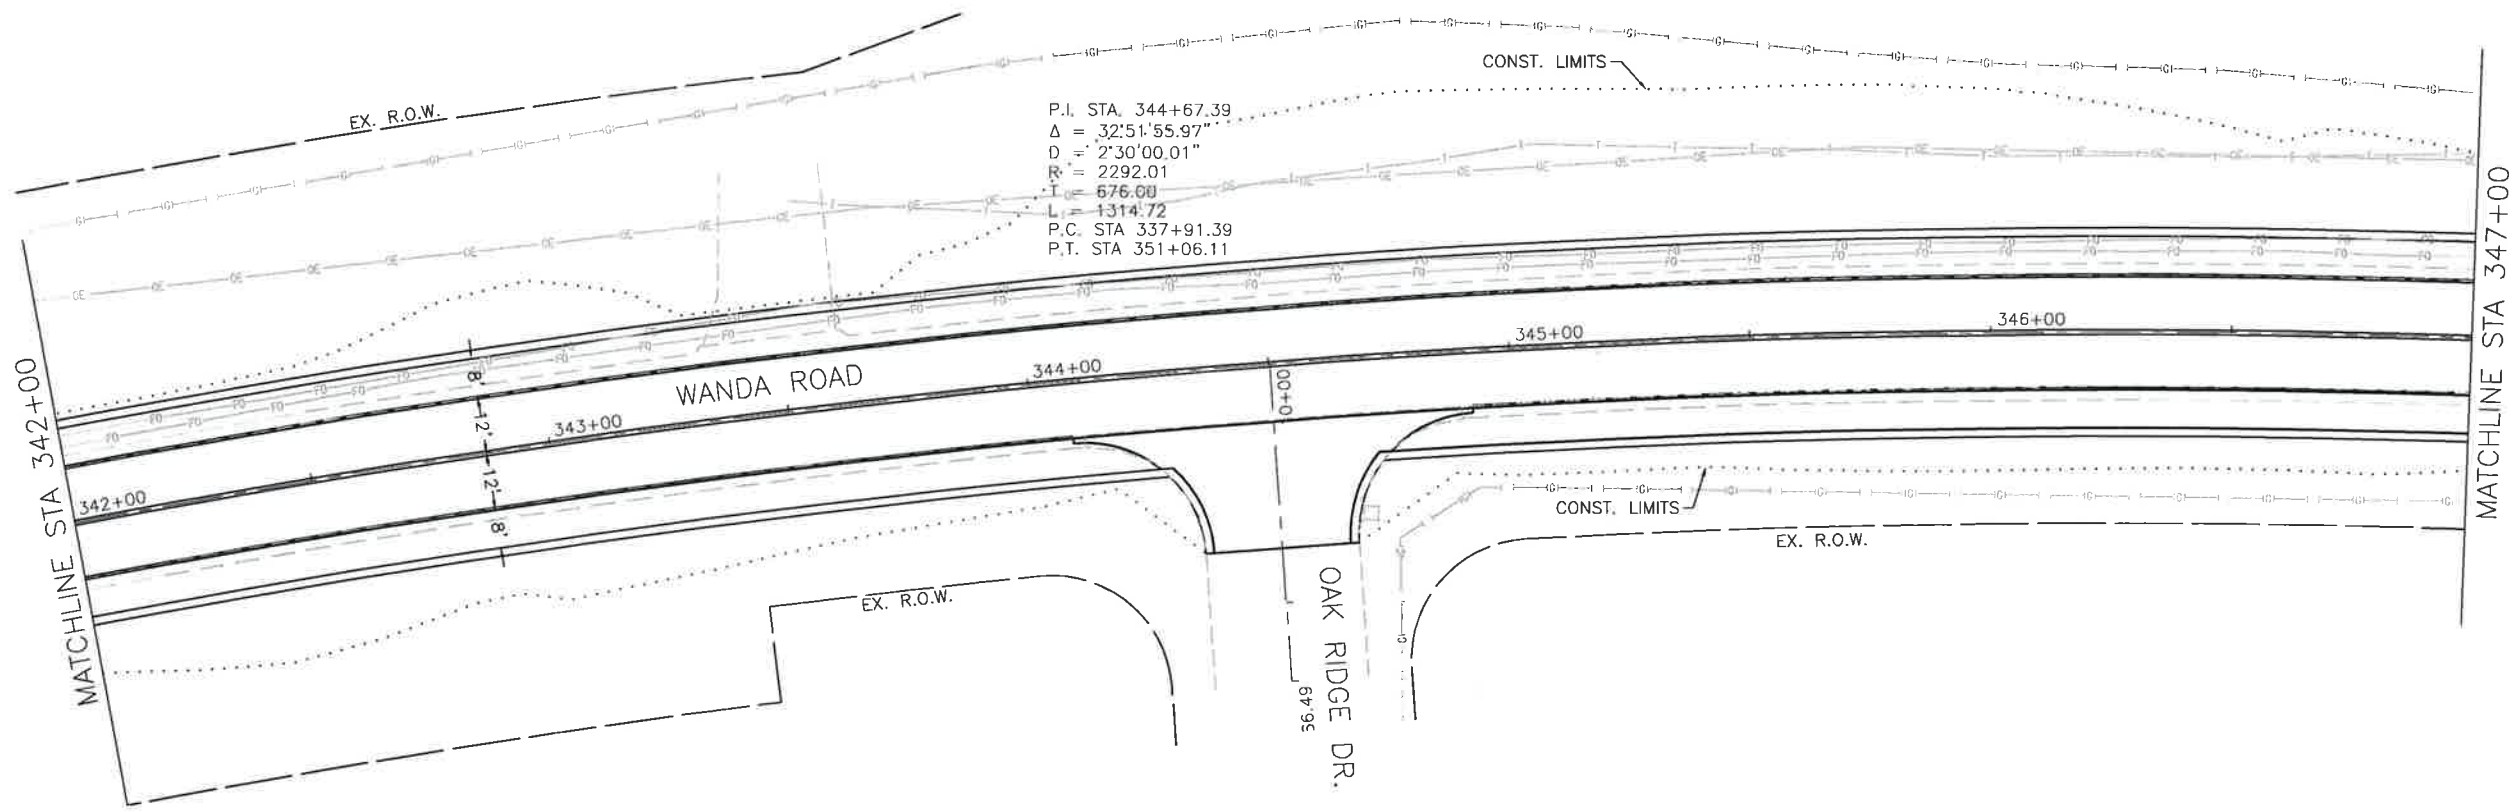 EX. R.O.W.
CONST. LIMITS
P.I. STA. 344+67.39
Δ = 32°51'55.97"
D = 2°30'00.01"
R = 2292.01
T = 676.00
L = 1314.72
P.C. STA 337+91.39
P.T. STA 351+06.11
MATCHLINE STA 342+00
MATCHLINE STA 347+00
342+00
343+00
344+00
345+00
346+00
WANDA ROAD
8'
12'
12'
8'
0+00
CONST. LIMITS
EX. R.O.W.
EX. R.O.W.
OAK RIDGE DR.
36.49